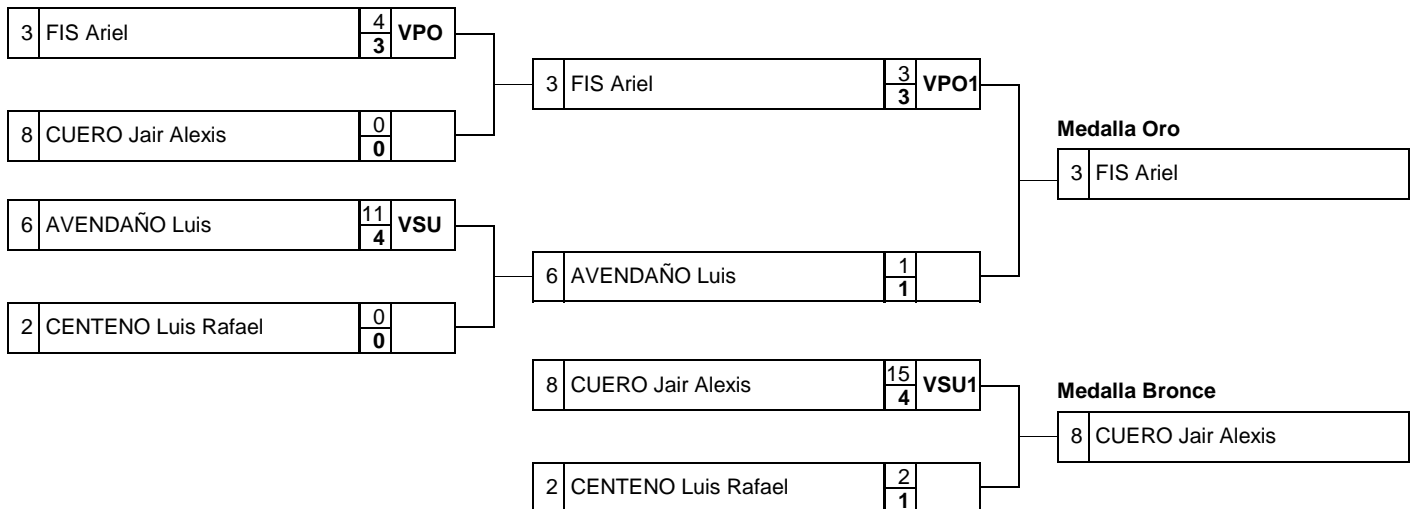 3 FIS Ariel 4 3 VPO
3 FIS Ariel 3 3 VPO1
8 CUERO Jair Alexis 0 0
Medalla Oro
3 FIS Ariel
6 AVENDAÑO Luis 11 4 VSU
6 AVENDAÑO Luis 1 1
2 CENTENO Luis Rafael 0 0
8 CUERO Jair Alexis 15 4 VSU1
Medalla Bronce
8 CUERO Jair Alexis
2 CENTENO Luis Rafael 2 1